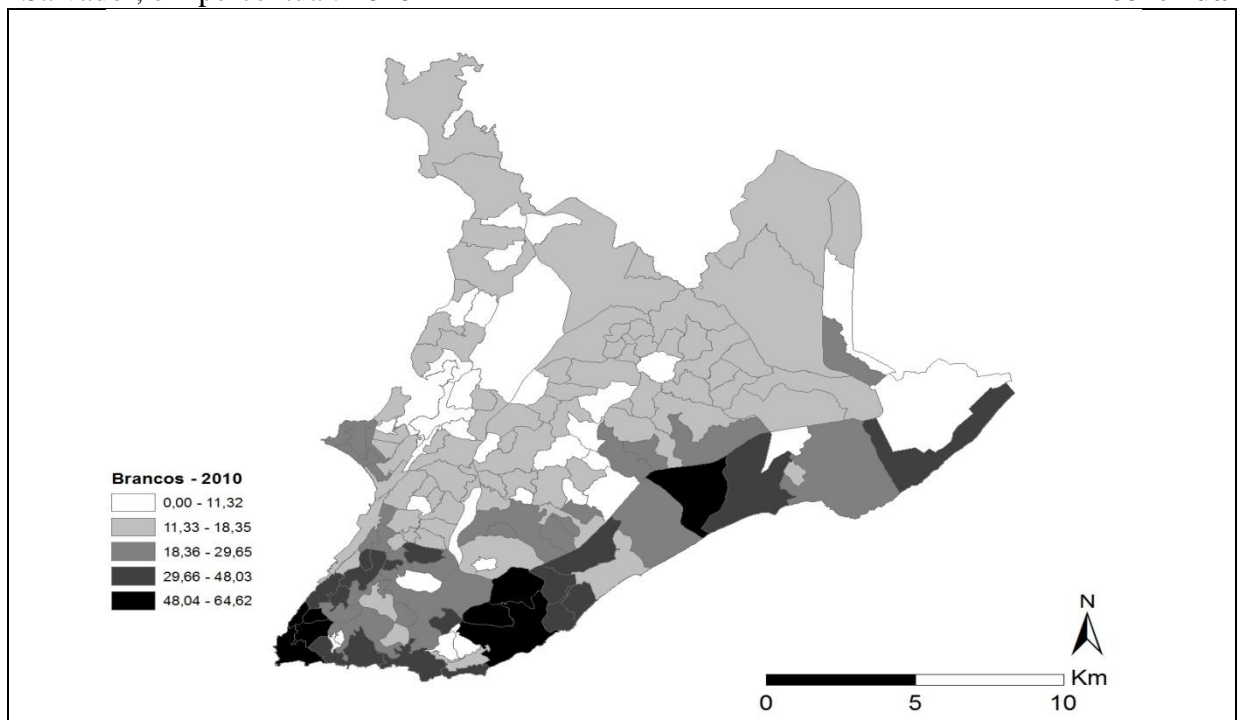 Brancos - 2010
0,00 - 11,32
11,33 - 18,35
18,36 - 29,65
29,66 - 48,03
48,04 - 64,62
N
Km
0 5 10